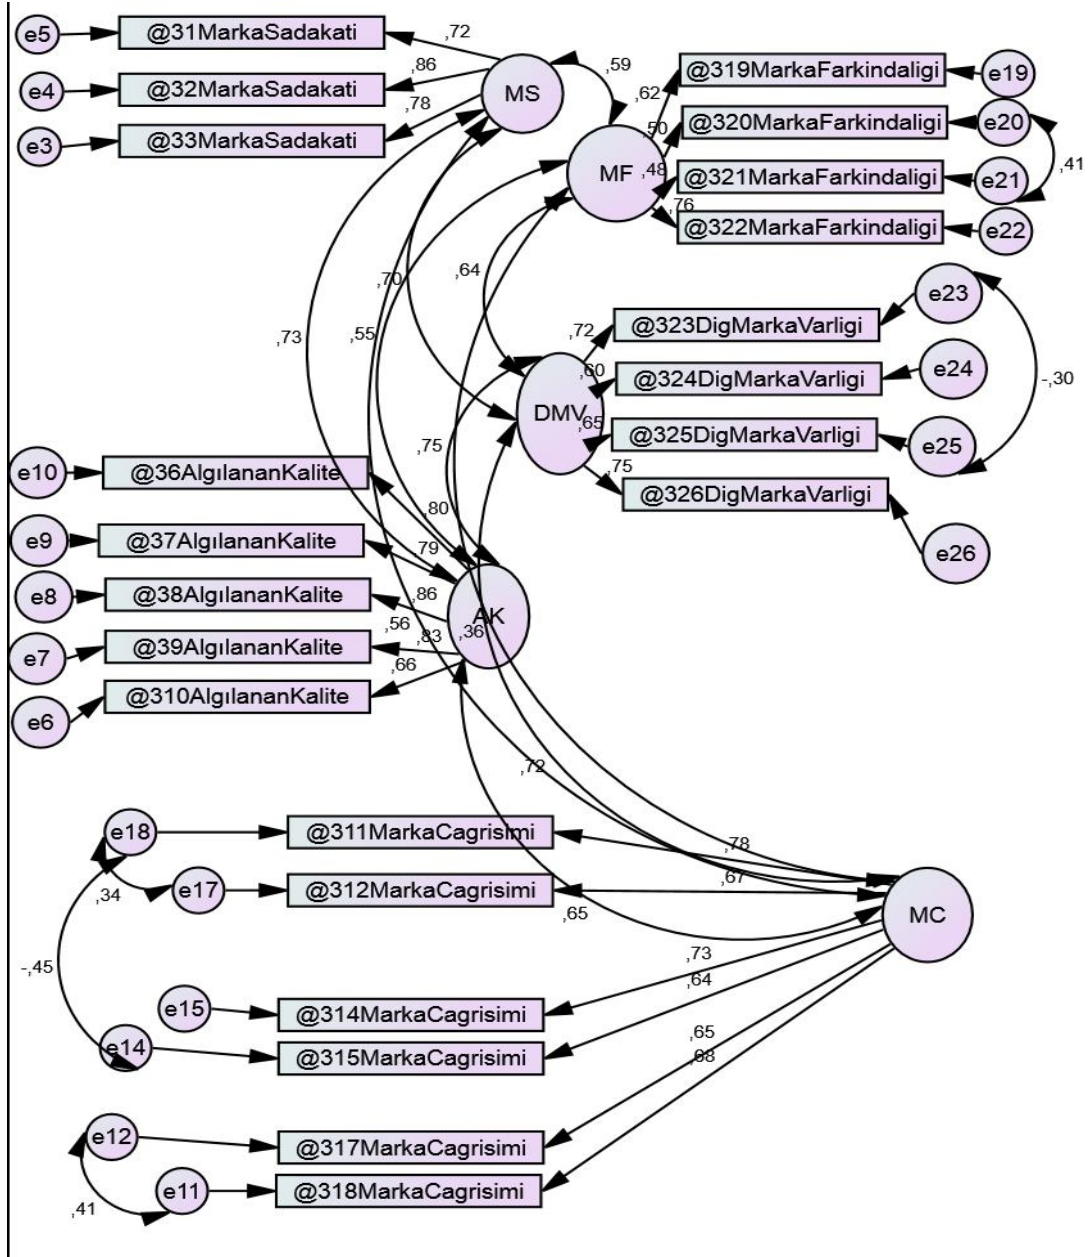 e5 @31MarkaSadakati ,72
e4 @32MarkaSadakati ,86
e3 @33MarkaSadakati ,78
MS
,59
MF
,62 @319MarkaFarkindaligi e19
,50 @320MarkaFarkindaligi e20
,48 @321MarkaFarkindaligi e21
,76 @322MarkaFarkindaligi e22
,41
,73
,70
,55
,64
DMV
,72 @323DigMarkaVarligi e23
,60 @324DigMarkaVarligi e24
,65 @325DigMarkaVarligi e25
,75 @326DigMarkaVarligi e26
-,30
,75
e10 @36AlgılananKalite ,80
e9 @37AlgılananKalite ,79
e8 @38AlgılananKalite ,86
e7 @39AlgılananKalite ,83
e6 @310AlgılananKalite ,66
AK
,56
,36
,72
e18 @311MarkaCagrisimi ,78
e17 @312MarkaCagrisimi ,67
,34
,65
MC
-,45
e15 @314MarkaCagrisimi ,73
e14 @315MarkaCagrisimi ,64
e12 @317MarkaCagrisimi ,65
e11 @318MarkaCagrisimi
,41